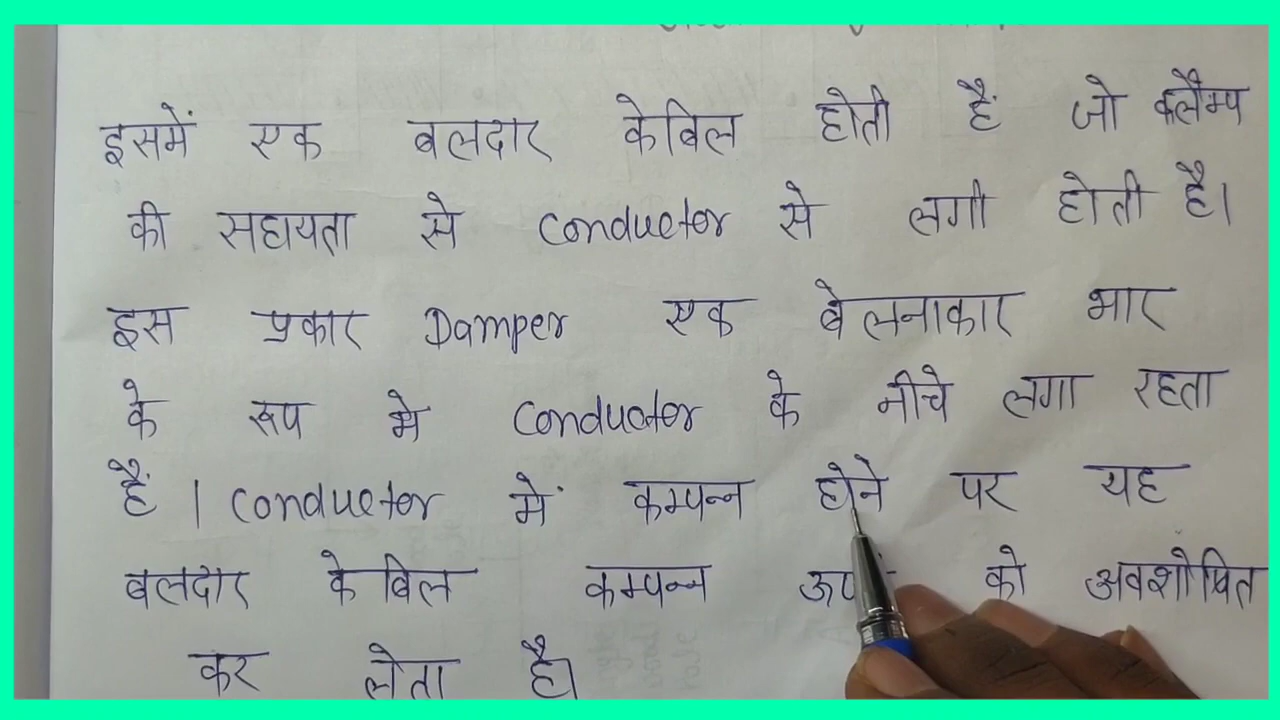 इसमें एक बलदार केबिल होती हैं जो क्लैम्प
की सहायता से conductor से लगी होती है।
इस प्रकार Damper एक बेलनाकार भार
के रूप मे conductor के नीचे लगा रहता
हैं । conductor में कम्पन्न होने पर यह
बलदार केबिल कम्पन्न को अवशोषित
कर लेता है।